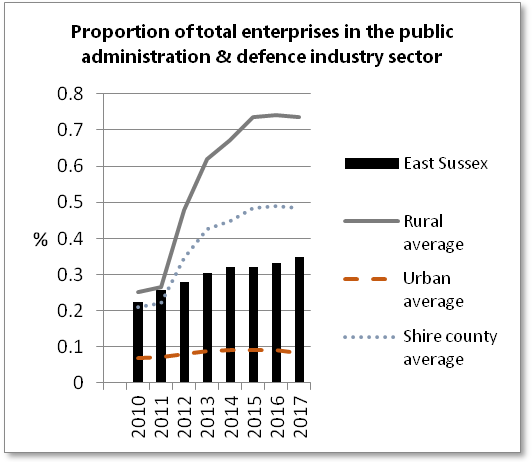 Proportion of total enterprises in the public
administration & defence industry sector
0.8
0.7
0.6
0.5
0.4
0.3
0.2
0.1
0
%
2010
2011
2012
2013
2014
2015
2016
2017
East Sussex
Rural
average
Urban
average
Shire county
average